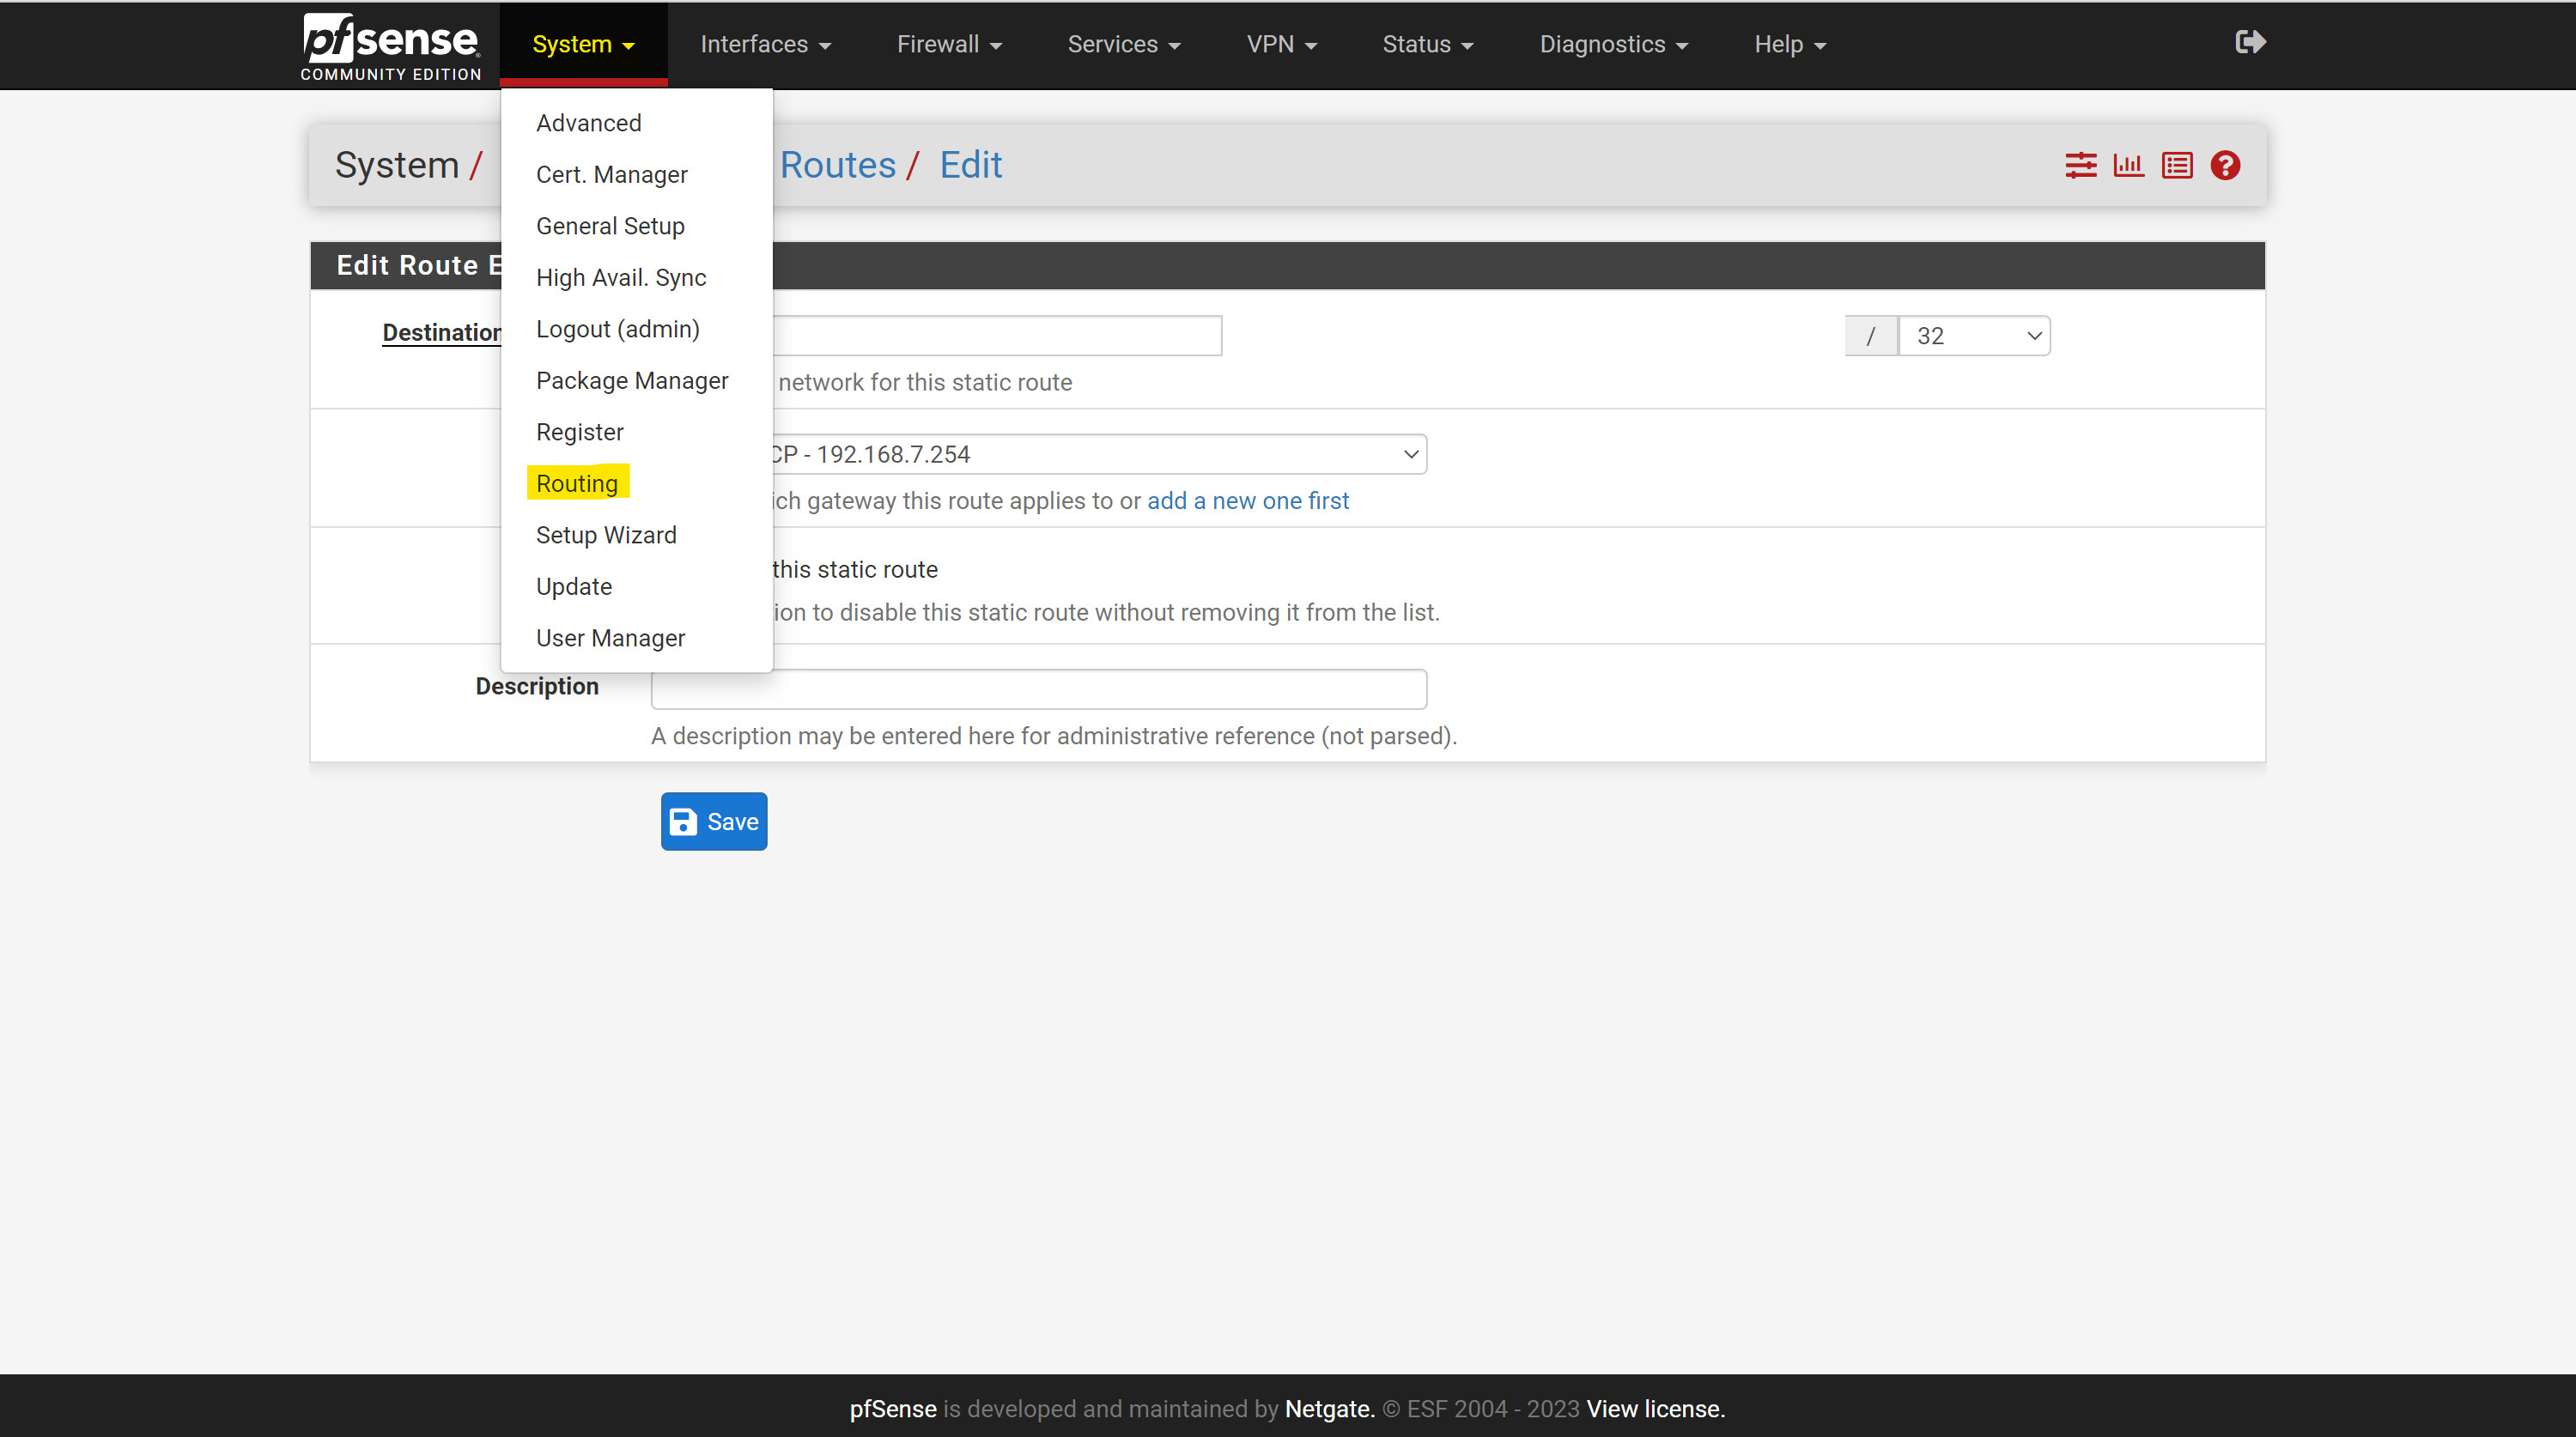 pfsense
COMMUNITY EDITION
System Interfaces Firewall Services VPN Status Diagnostics Help
Advanced
Cert. Manager
General Setup
High Avail. Sync
Logout (admin)
Package Manager
Register
Routing
Setup Wizard
Update
User Manager
System / Routes / Edit
Edit Route E
Destination / 32
network for this static route
CP - 192.168.7.254
ich gateway this route applies to or add a new one first
this static route
ion to disable this static route without removing it from the list.
Description
A description may be entered here for administrative reference (not parsed).
Save
pfSense is developed and maintained by Netgate. © ESF 2004 - 2023 View license.